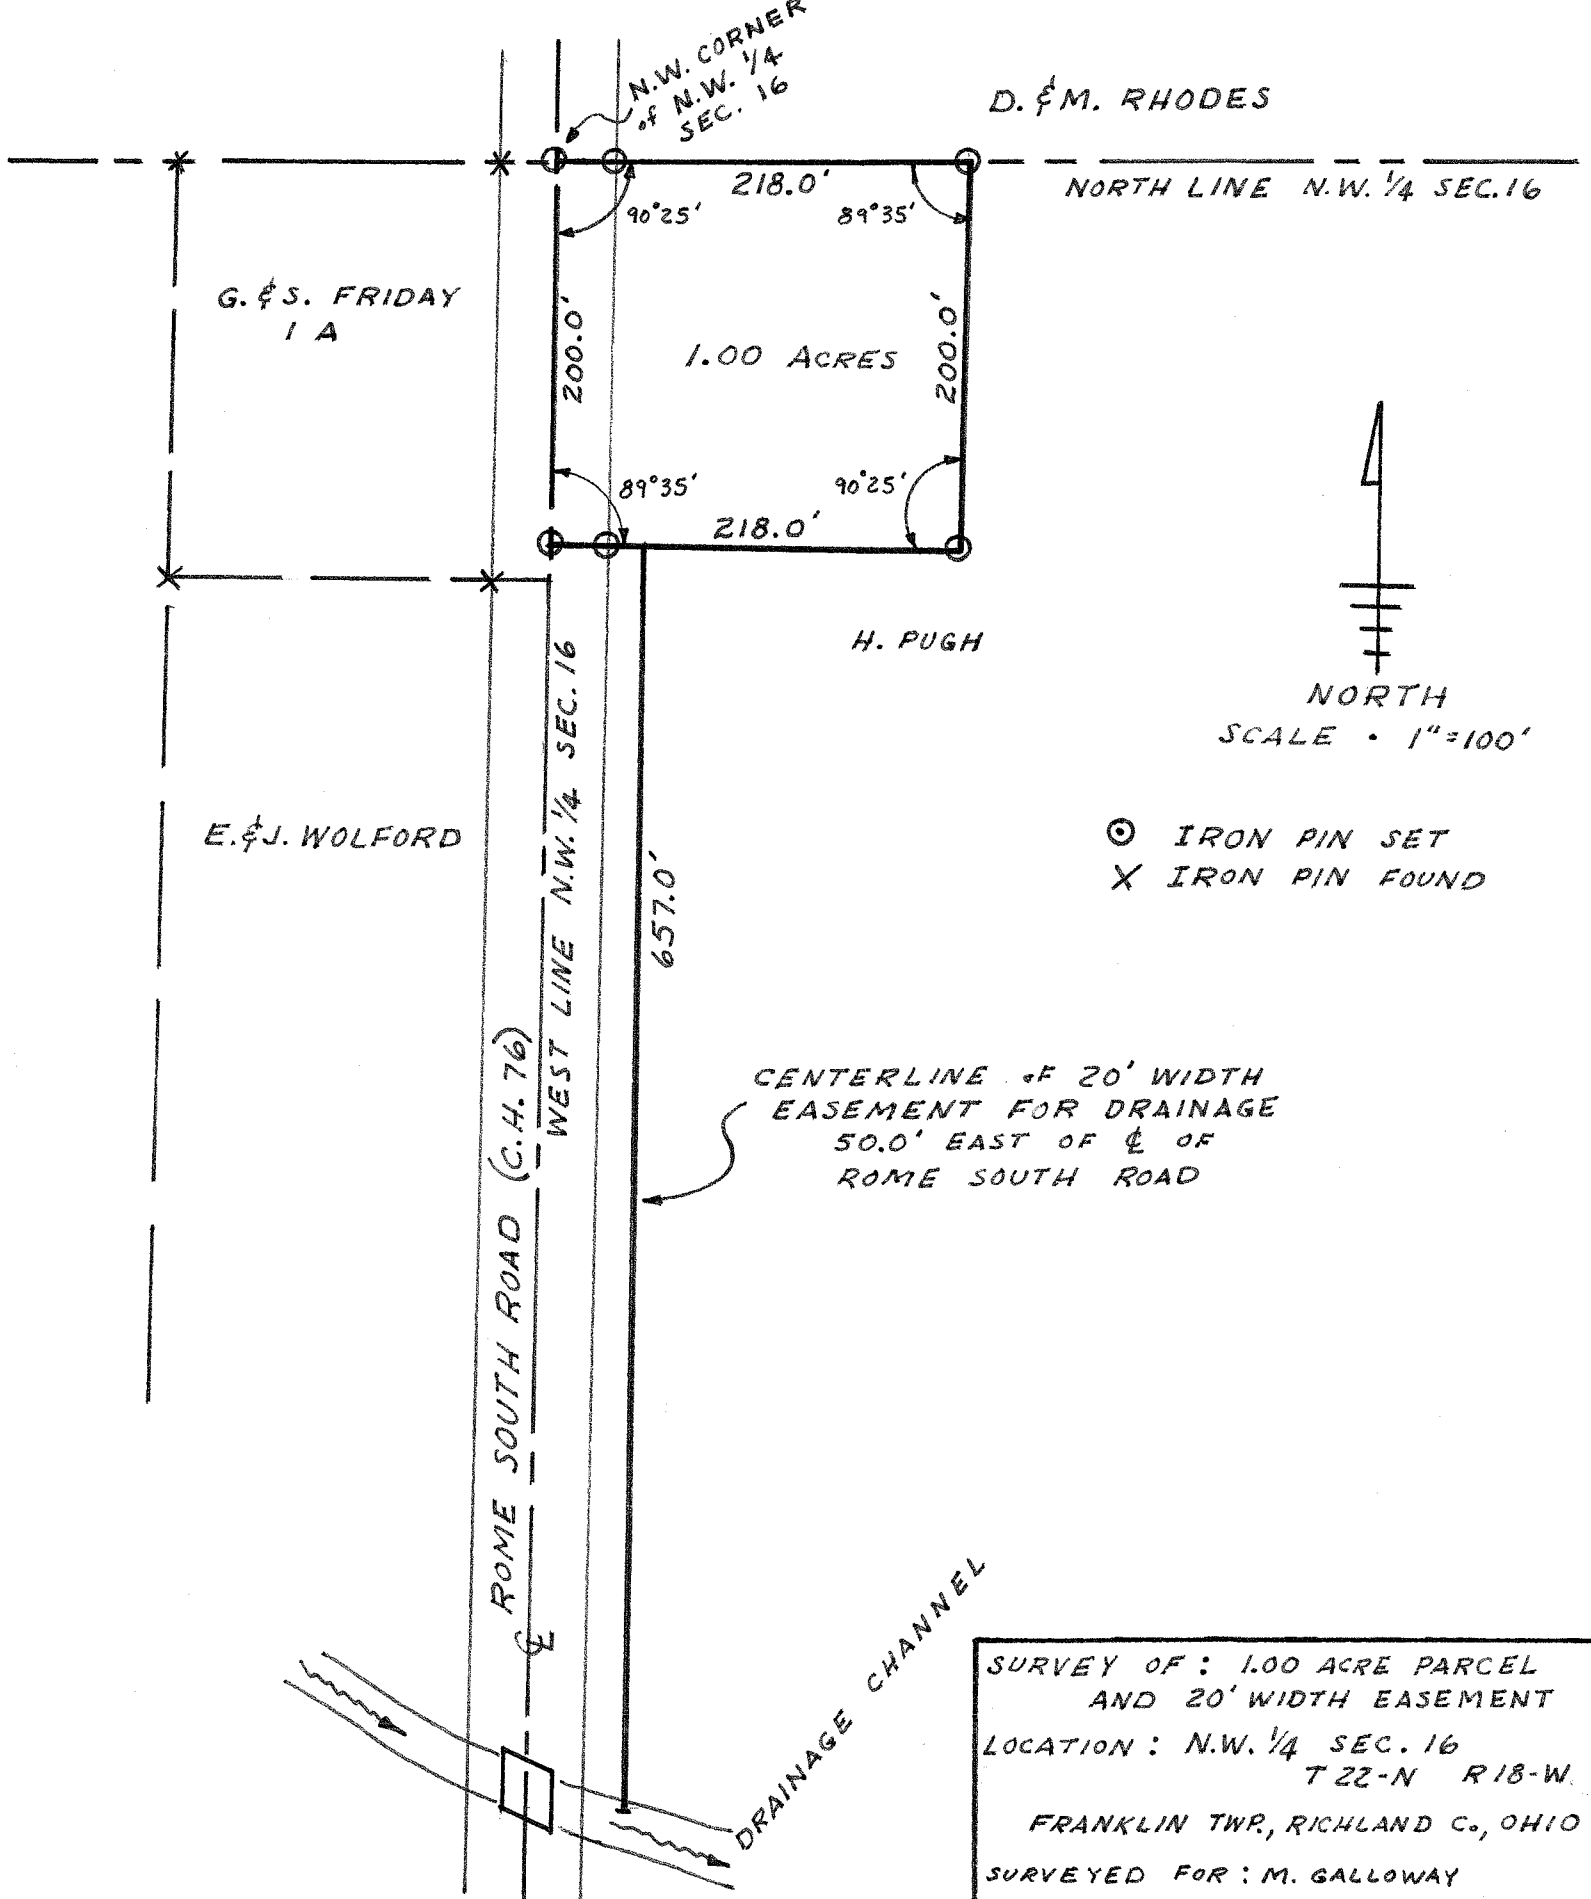 N.W. CORNER
of N.W. 1/4
SEC. 16
D. & M. RHODES
218.0'
NORTH LINE N.W. 1/4 SEC. 16
90°25'
89°35'
G. & S. FRIDAY
1 A
200.0'
1.00 ACRES
200.0'
89°35'
90°25'
218.0'
H. PUGH
NORTH
SCALE • 1"=100'
WEST LINE N.W. 1/4 SEC. 16
E. & J. WOLFORD
⊙ IRON PIN SET
X IRON PIN FOUND
657.0'
ROME SOUTH ROAD (C.H. 76)
CENTERLINE OF 20' WIDTH
EASEMENT FOR DRAINAGE
50.0' EAST OF ℄ OF
ROME SOUTH ROAD
℄
DRAINAGE CHANNEL
SURVEY OF : 1.00 ACRE PARCEL
AND 20' WIDTH EASEMENT
LOCATION : N.W. 1/4 SEC. 16
T 22-N R 18-W
FRANKLIN TWP., RICHLAND Co., OHIO
SURVEYED FOR : M. GALLOWAY